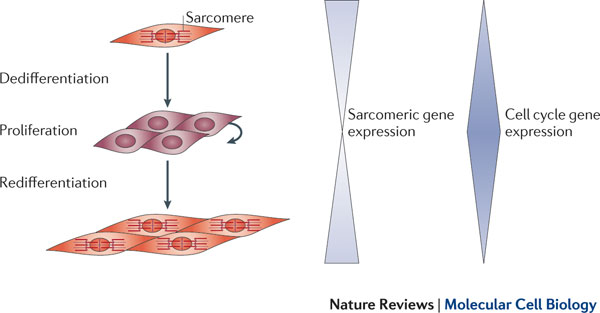 Sarcomere
Dedifferentiation
Proliferation
Redifferentiation
Sarcomeric gene
expression
Cell cycle gene
expression
Nature Reviews | Molecular Cell Biology